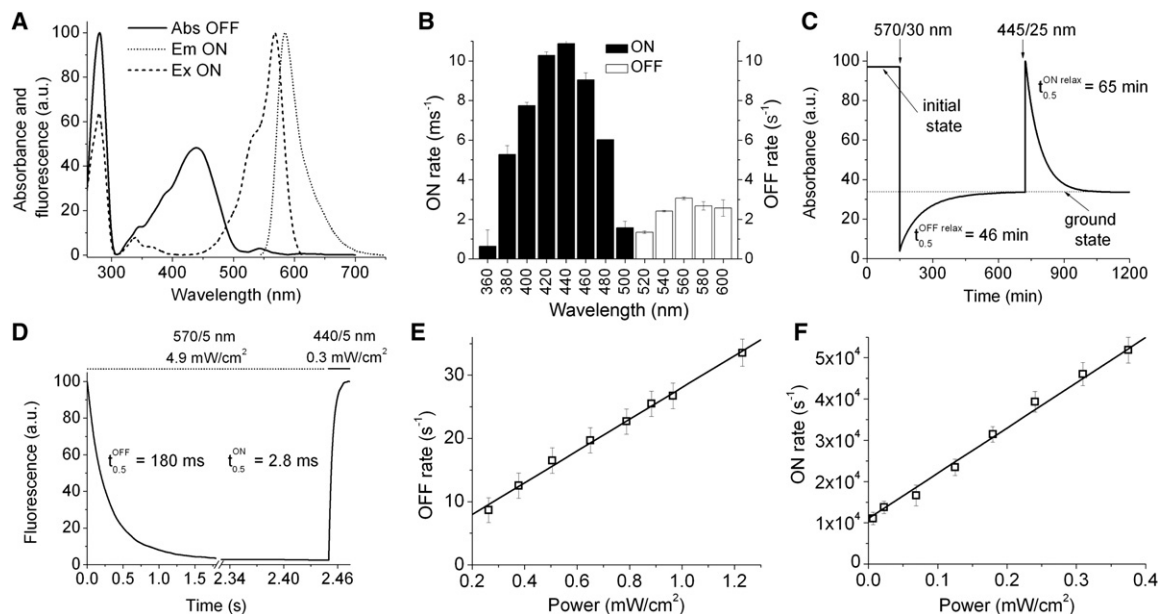 A
Abs OFF
Em ON
Ex ON
Absorbance and
fluorescence (a.u.)
100
80
60
40
20
0
300 400 500 600 700
Wavelength (nm)
B
ON
OFF
ON rate (ms⁻¹)
10
8
6
4
2
0
OFF rate (s⁻¹)
10
8
6
4
2
0
360 380 400 420 440 460 480 500 520 540 560 580 600
Wavelength (nm)
C
570/30 nm 445/25 nm
Absorbance (a.u.)
100
80
60
40
20
0
initial
state
t0.5 ON relax = 65 min
ground
state
t0.5 OFF relax = 46 min
0 300 600 900 1200
Time (min)
D
570/5 nm 440/5 nm
4.9 mW/cm² 0.3 mW/cm²
Fluorescence (a.u.)
100
80
60
40
20
0
t0.5 OFF = 180 ms t0.5 ON = 2.8 ms
0.0 0.5 1.0 1.5 2.34 2.40 2.46
Time (s)
E
OFF rate (s⁻¹)
30
20
10
0
0.2 0.4 0.6 0.8 1.0 1.2
Power (mW/cm²)
F
ON rate (s⁻¹)
5x10⁴
4x10⁴
3x10⁴
2x10⁴
1x10⁴
0
0.0 0.1 0.2 0.3 0.4
Power (mW/cm²)